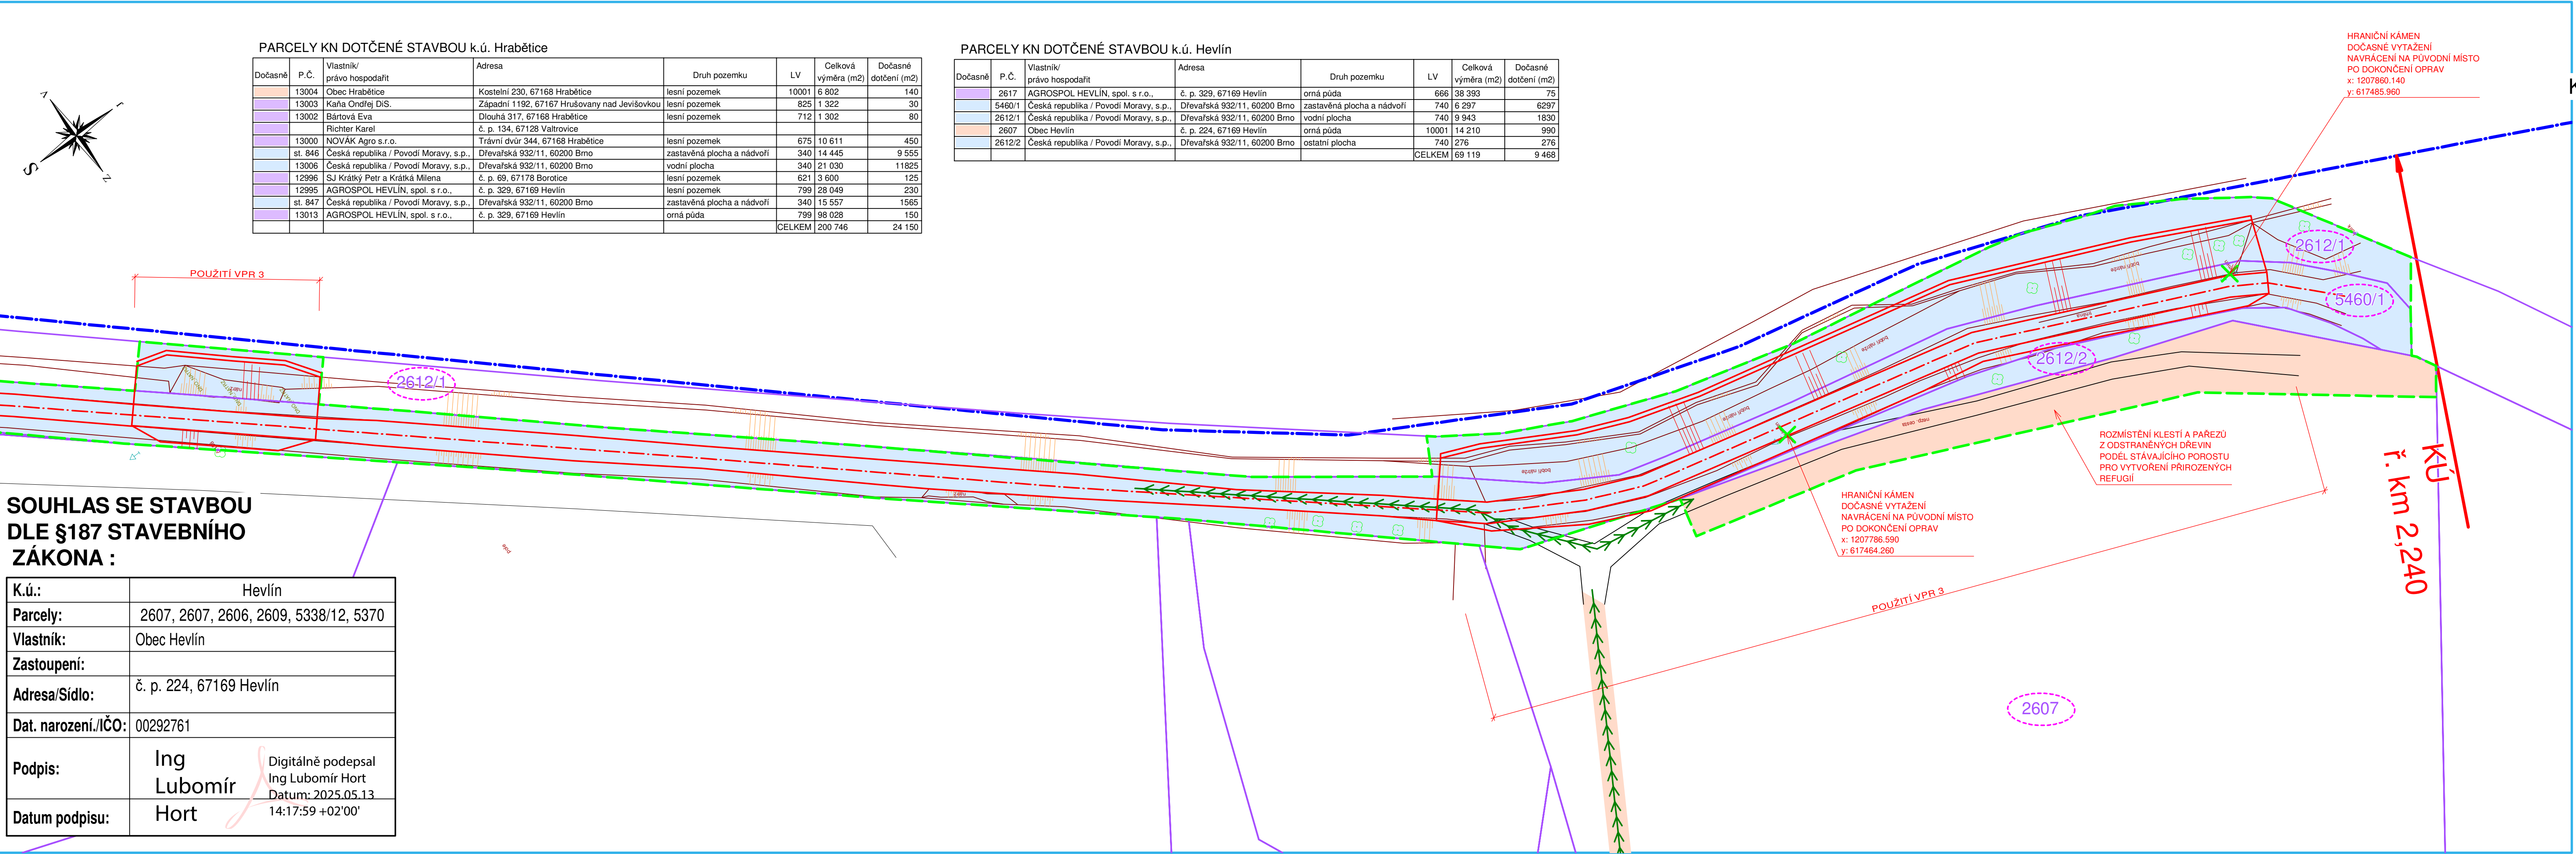 PARCELY KN DOTČENÉ STAVBOU k.ú. Hrabětice
Dočasně P.Č. Vlastník/ právo hospodařit Adresa Druh pozemku LV Celková výměra (m2) Dočasné dotčení (m2)
13004 Obec Hrabětice Kostelní 230, 67168 Hrabětice lesní pozemek 10001 6 802 140
13003 Kaňa Ondřej DiS. Západní 1192, 67167 Hrušovany nad Jevišovkou lesní pozemek 825 1 322 30
13002 Bártová Eva Dlouhá 317, 67168 Hrabětice lesní pozemek 712 1 302 80
Richter Karel č. p. 134, 67128 Valtrovice
13000 NOVÁK Agro s.r.o. Trávní dvůr 344, 67168 Hrabětice lesní pozemek 675 10 611 450
st. 846 Česká republika / Povodí Moravy, s.p., Dřevařská 932/11, 60200 Brno zastavěná plocha a nádvoří 340 14 445 9 555
13006 Česká republika / Povodí Moravy, s.p., Dřevařská 932/11, 60200 Brno vodní plocha 340 21 030 11825
12996 SJ Krátký Petr a Krátká Milena č. p. 69, 67178 Borotice lesní pozemek 621 3 600 125
12995 AGROSPOL HEVLÍN, spol. s r.o., č. p. 329, 67169 Hevlín lesní pozemek 799 28 049 230
st. 847 Česká republika / Povodí Moravy, s.p., Dřevařská 932/11, 60200 Brno zastavěná plocha a nádvoří 340 15 557 1565
13013 AGROSPOL HEVLÍN, spol. s r.o., č. p. 329, 67169 Hevlín orná půda 799 98 028 150
CELKEM 200 746 24 150
PARCELY KN DOTČENÉ STAVBOU k.ú. Hevlín
Dočasně P.Č. Vlastník/ právo hospodařit Adresa Druh pozemku LV Celková výměra (m2) Dočasné dotčení (m2)
2617 AGROSPOL HEVLÍN, spol. s r.o., č. p. 329, 67169 Hevlín orná půda 666 38 393 75
5460/1 Česká republika / Povodí Moravy, s.p., Dřevařská 932/11, 60200 Brno zastavěná plocha a nádvoří 740 6 297 6297
2612/1 Česká republika / Povodí Moravy, s.p., Dřevařská 932/11, 60200 Brno vodní plocha 740 9 943 1830
2607 Obec Hevlín č. p. 224, 67169 Hevlín orná půda 10001 14 210 990
2612/2 Česká republika / Povodí Moravy, s.p., Dřevařská 932/11, 60200 Brno ostatní plocha 740 276 276
CELKEM 69 119 9 468
HRANIČNÍ KÁMEN
DOČASNÉ VYTAŽENÍ
NAVRÁCENÍ NA PŮVODNÍ MÍSTO
PO DOKONČENÍ OPRAV
x: 1207860.140
y: 617485.960
S
POUŽITÍ VPR 3
2612/1
2612/1
5460/1
2612/2
ROZMÍSTĚNÍ KLESTÍ A PAŘEZŮ
Z ODSTRANĚNÝCH DŘEVIN
PODÉL STÁVAJÍCÍHO POROSTU
PRO VYTVOŘENÍ PŘIROZENÝCH
REFUGIÍ
HRANIČNÍ KÁMEN
DOČASNÉ VYTAŽENÍ
NAVRÁCENÍ NA PŮVODNÍ MÍSTO
PO DOKONČENÍ OPRAV
x: 1207786.590
y: 617464.260
KÚ
ř. km 2,240
POUŽITÍ VPR 3
2607
SOUHLAS SE STAVBOU
DLE §187 STAVEBNÍHO
ZÁKONA :
K.ú.: Hevlín
Parcely: 2607, 2607, 2606, 2609, 5338/12, 5370
Vlastník: Obec Hevlín
Zastoupení:
Adresa/Sídlo: č. p. 224, 67169 Hevlín
Dat. narození./IČO: 00292761
Podpis:
Ing
Lubomír
Hort
Digitálně podepsal
Ing Lubomír Hort
Datum: 2025.05.13
14:17:59 +02'00'
Datum podpisu: